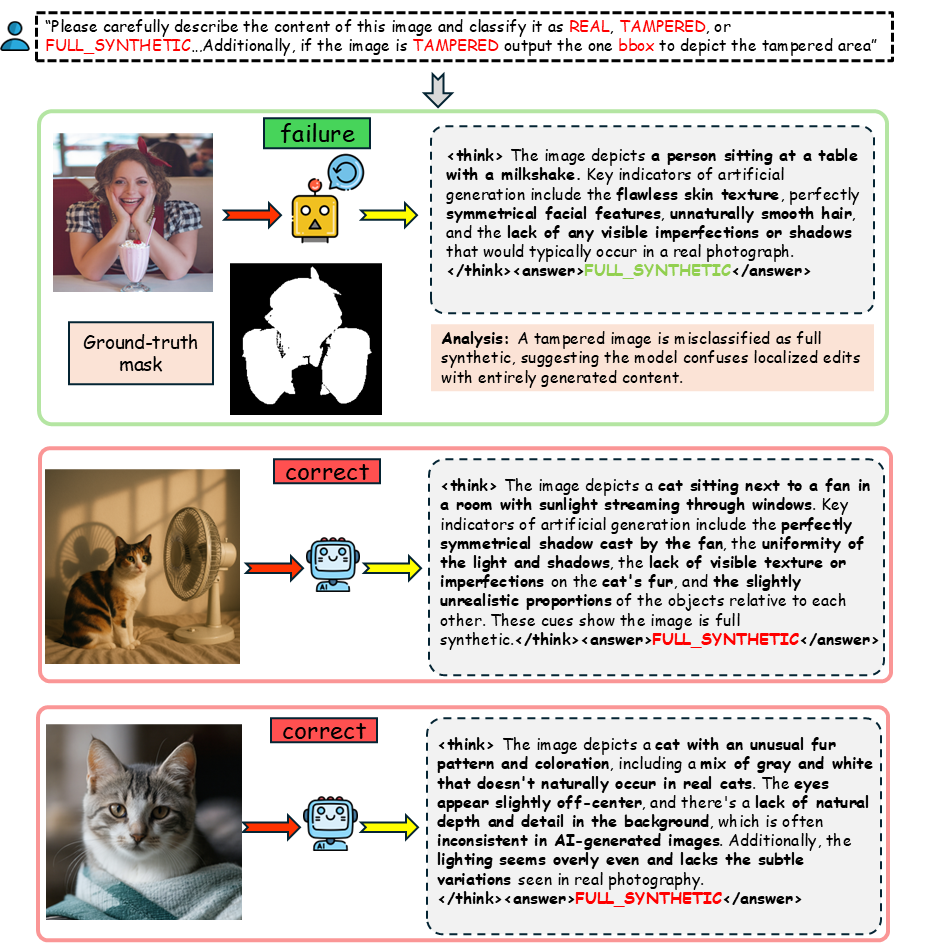 “Please carefully describe the content of this image and classify it as REAL, TAMPERED, or
FULL_SYNTHETIC...Additionally, if the image is TAMPERED output the one bbox to depict the tampered area”
failure
<think> The image depicts a person sitting at a table
with a milkshake. Key indicators of artificial
generation include the flawless skin texture, perfectly
symmetrical facial features, unnaturally smooth hair,
and the lack of any visible imperfections or shadows
that would typically occur in a real photograph.
</think><answer>FULL_SYNTHETIC</answer>
Ground-truth
mask
Analysis: A tampered image is misclassified as full
synthetic, suggesting the model confuses localized edits
with entirely generated content.
correct
AI
<think> The image depicts a cat sitting next to a fan in
a room with sunlight streaming through windows. Key
indicators of artificial generation include the perfectly
symmetrical shadow cast by the fan, the uniformity of
the light and shadows, the lack of visible texture or
imperfections on the cat's fur, and the slightly
unrealistic proportions of the objects relative to each
other. These cues show the image is full
synthetic.</think><answer>FULL_SYNTHETIC</answer>
correct
AI
<think> The image depicts a cat with an unusual fur
pattern and coloration, including a mix of gray and white
that doesn't naturally occur in real cats. The eyes
appear slightly off-center, and there's a lack of natural
depth and detail in the background, which is often
inconsistent in AI-generated images. Additionally, the
lighting seems overly even and lacks the subtle
variations seen in real photography.
</think><answer>FULL_SYNTHETIC</answer>